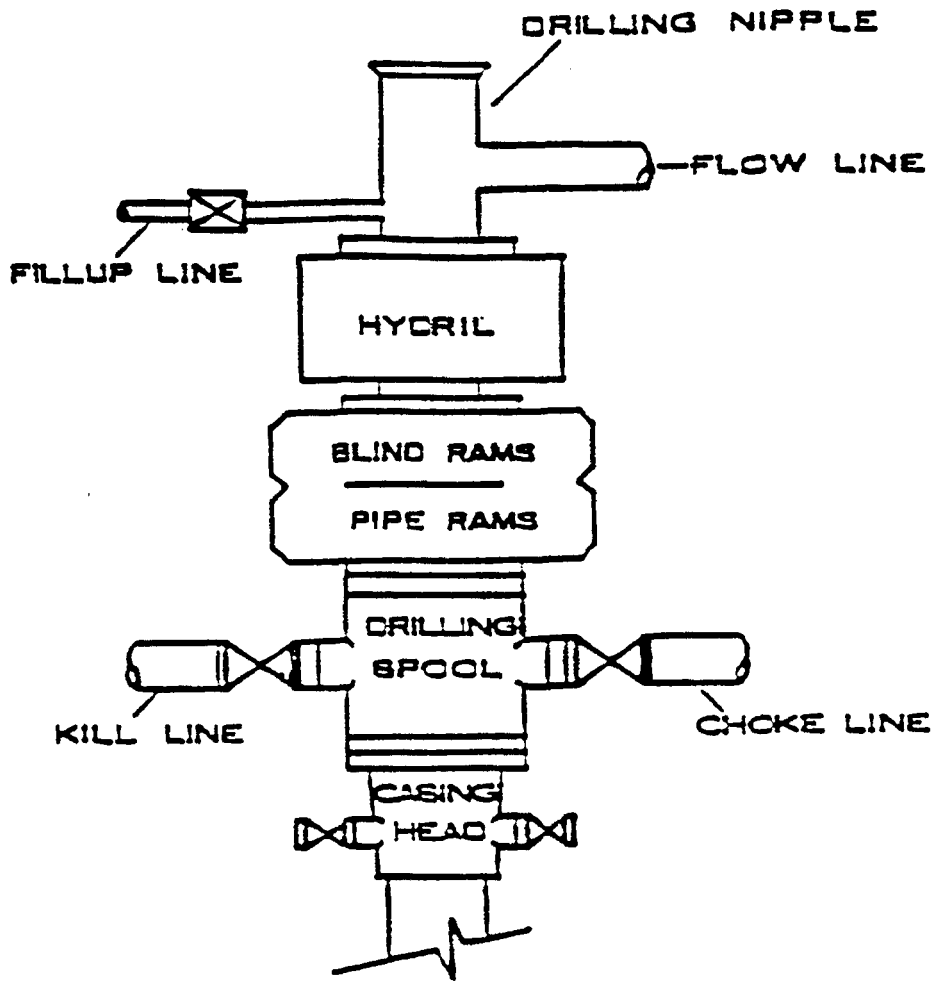 DRILLING NIPPLE
FLOW LINE
FILLUP LINE
HYDRIL
BLIND RAMS
PIPE RAMS
DRILLING
SPOOL
KILL LINE
CHOKE LINE
CASING
HEAD